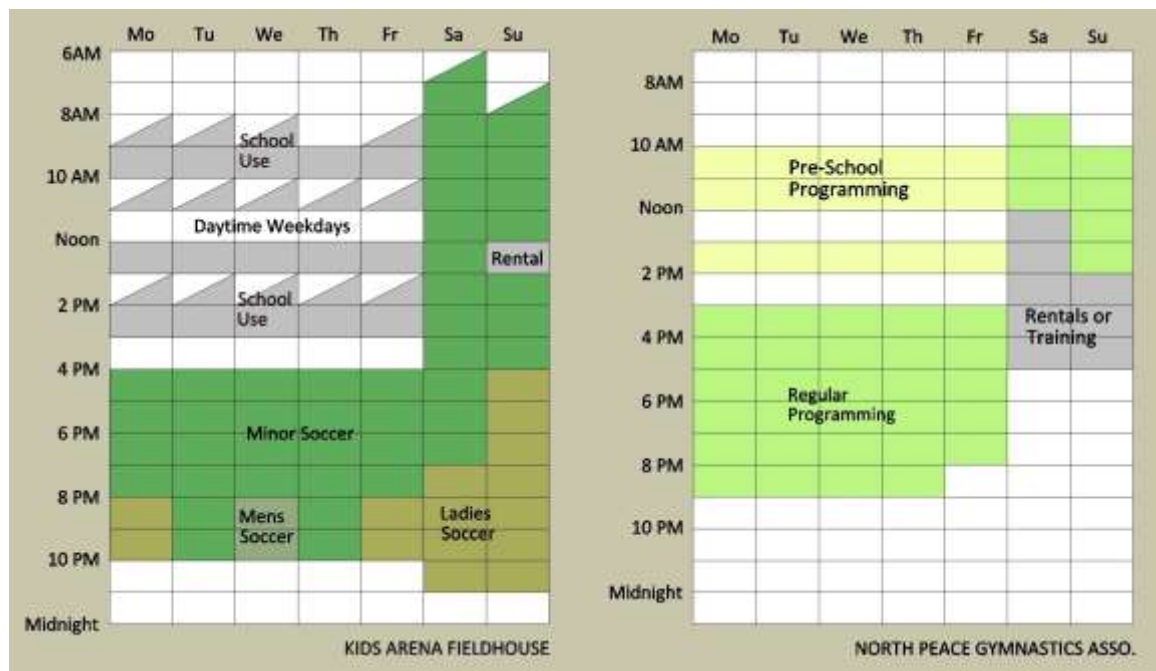 Mo Tu We Th Fr Sa Su
6AM
8AM
School
Use
10 AM
Daytime Weekdays
Noon
Rental
School
Use
2 PM
4 PM
Minor Soccer
6 PM
8 PM
Mens
Soccer
Ladies
Soccer
10 PM
Midnight
KIDS ARENA FIELDHOUSE
Mo Tu We Th Fr Sa Su
8AM
10 AM
Pre-School
Programming
Noon
2 PM
Rentals or
Training
4 PM
Regular
Programming
6 PM
8 PM
10 PM
Midnight
NORTH PEACE GYMNASTICS ASSO.